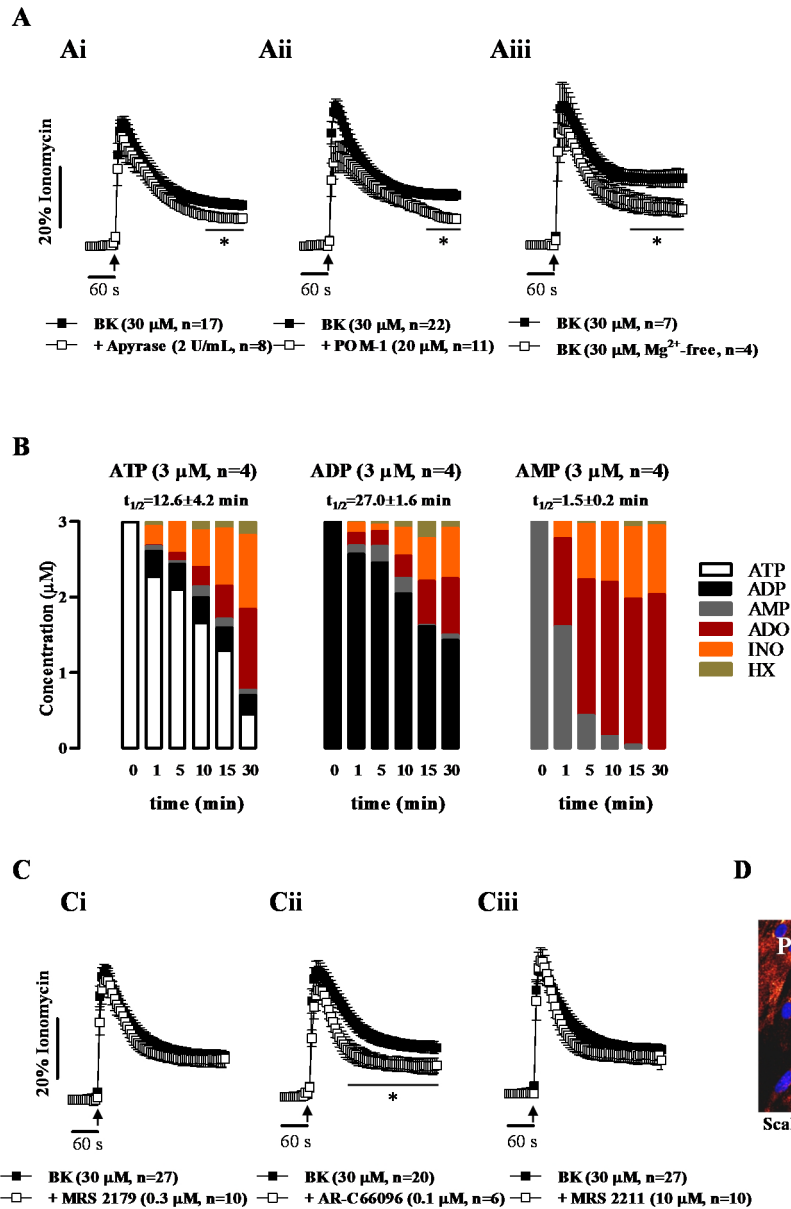 A
Ai
Aii
Aiii
20% Ionomycin
*
*
*
60 s
60 s
60 s
BK (30 µM, n=17)
+ Apyrase (2 U/mL, n=8)
BK (30 µM, n=22)
+ POM-1 (20 µM, n=11)
BK (30 µM, n=7)
BK (30 µM, Mg²⁺-free, n=4)
B
ATP (3 µM, n=4)
ADP (3 µM, n=4)
AMP (3 µM, n=4)
t1/2=12.6±4.2 min
t1/2=27.0±1.6 min
t1/2=1.5±0.2 min
Concentration (µM)
3
2
1
0
0 1 5 10 15 30
0 1 5 10 15 30
0 1 5 10 15 30
time (min)
time (min)
time (min)
ATP
ADP
AMP
ADO
INO
HX
C
D
Ci
Cii
Ciii
20% Ionomycin
*
60 s
60 s
60 s
BK (30 µM, n=27)
+ MRS 2179 (0.3 µM, n=10)
BK (30 µM, n=20)
+ AR-C66096 (0.1 µM, n=6)
BK (30 µM, n=27)
+ MRS 2211 (10 µM, n=10)
P
Scal